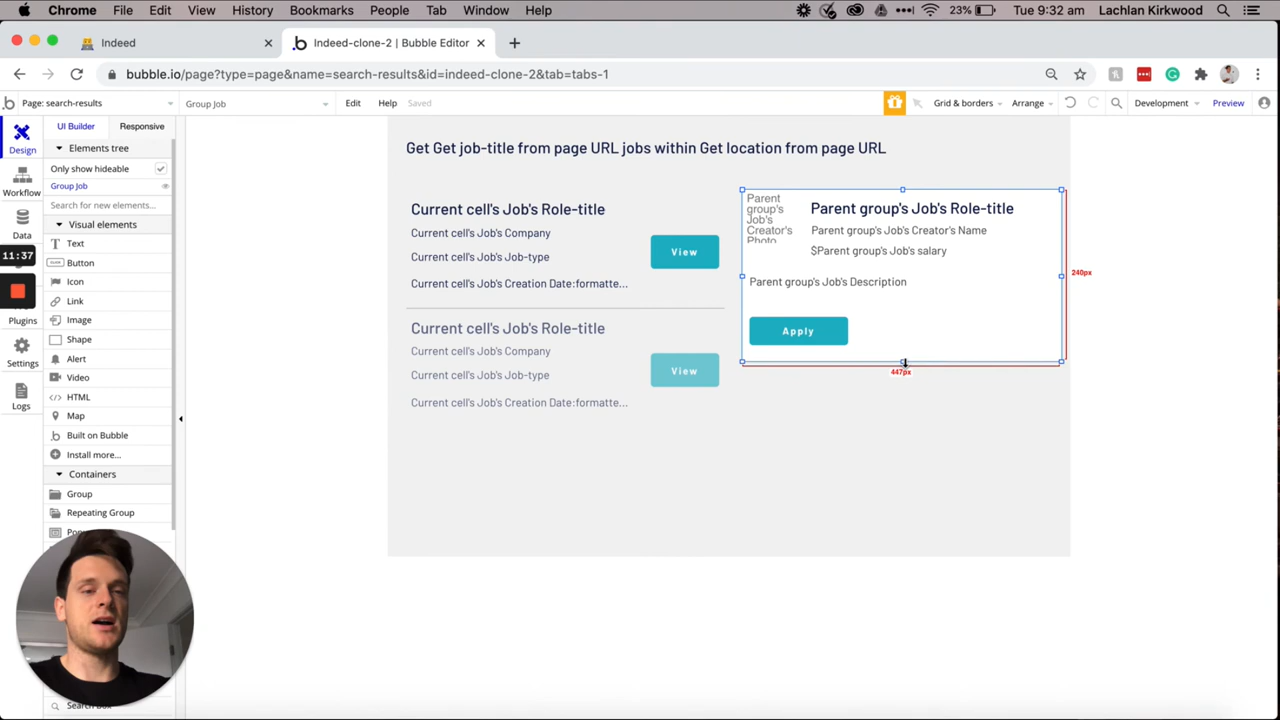 Chrome File Edit View History Bookmarks People Tab Window Help 23% Tue 9:32 am Lachlan Kirkwood
Indeed
Indeed-clone-2 | Bubble Editor
bubble.io/page?type=page&name=search-results&id=indeed-clone-2&tab=tabs-1
Page: search-results
Group Job
Edit
Help
Saved
Grid & borders
Arrange
Development
Preview
Design
Workflow
Data
11:37
Plugins
Settings
Logs
UI Builder
Responsive
Elements tree
Only show hideable
Group Job
Search for new elements...
Visual elements
Text
Button
Icon
Link
Image
Shape
Alert
Video
HTML
Map
Built on Bubble
Install more...
Containers
Group
Repeating Group
Get Get job-title from page URL jobs within Get location from page URL
Current cell's Job's Role-title
Current cell's Job's Company
Current cell's Job's Job-type
Current cell's Job's Creation Date:formatte...
View
Current cell's Job's Role-title
Current cell's Job's Company
Current cell's Job's Job-type
Current cell's Job's Creation Date:formatte...
View
Parent
group's
Job's
Creator's
Photo
Parent group's Job's Role-title
Parent group's Job's Creator's Name
$Parent group's Job's salary
Parent group's Job's Description
Apply
240px
447px